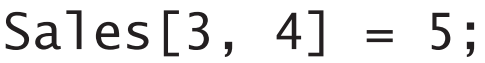 Sales[3, 4] = 5;